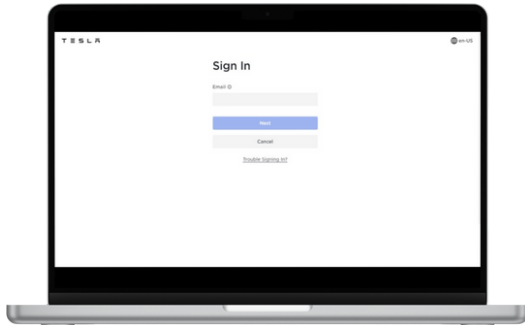 TESLA
en-US
Sign In
Email
Next
Cancel
Trouble Signing In?